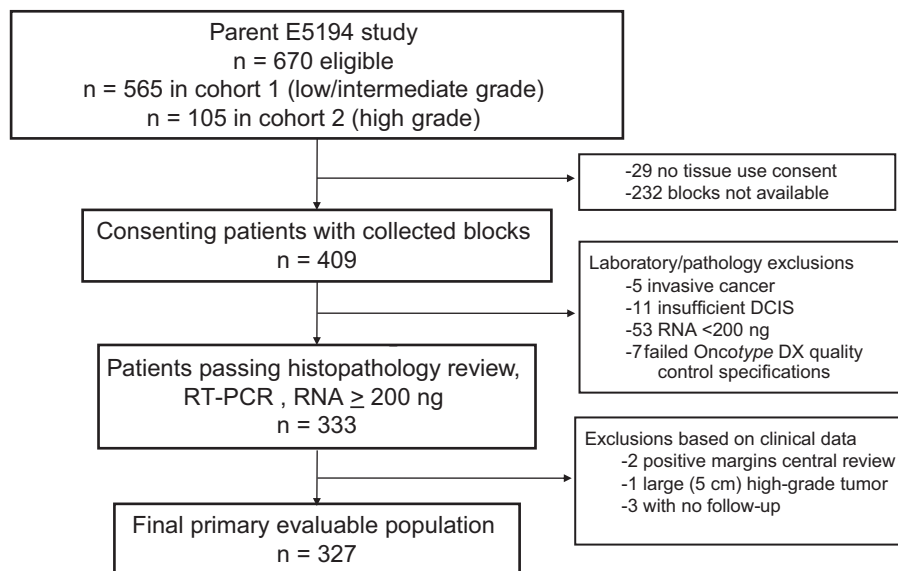 Parent E5194 study
n = 670 eligible
n = 565 in cohort 1 (low/intermediate grade)
n = 105 in cohort 2 (high grade)
-29 no tissue use consent
-232 blocks not available
Consenting patients with collected blocks
n = 409
Laboratory/pathology exclusions
-5 invasive cancer
-11 insufficient DCIS
-53 RNA <200 ng
-7 failed Oncotype DX quality
control specifications
Patients passing histopathology review,
RT-PCR , RNA ≥ 200 ng
n = 333
Exclusions based on clinical data
-2 positive margins central review
-1 large (5 cm) high-grade tumor
-3 with no follow-up
Final primary evaluable population
n = 327